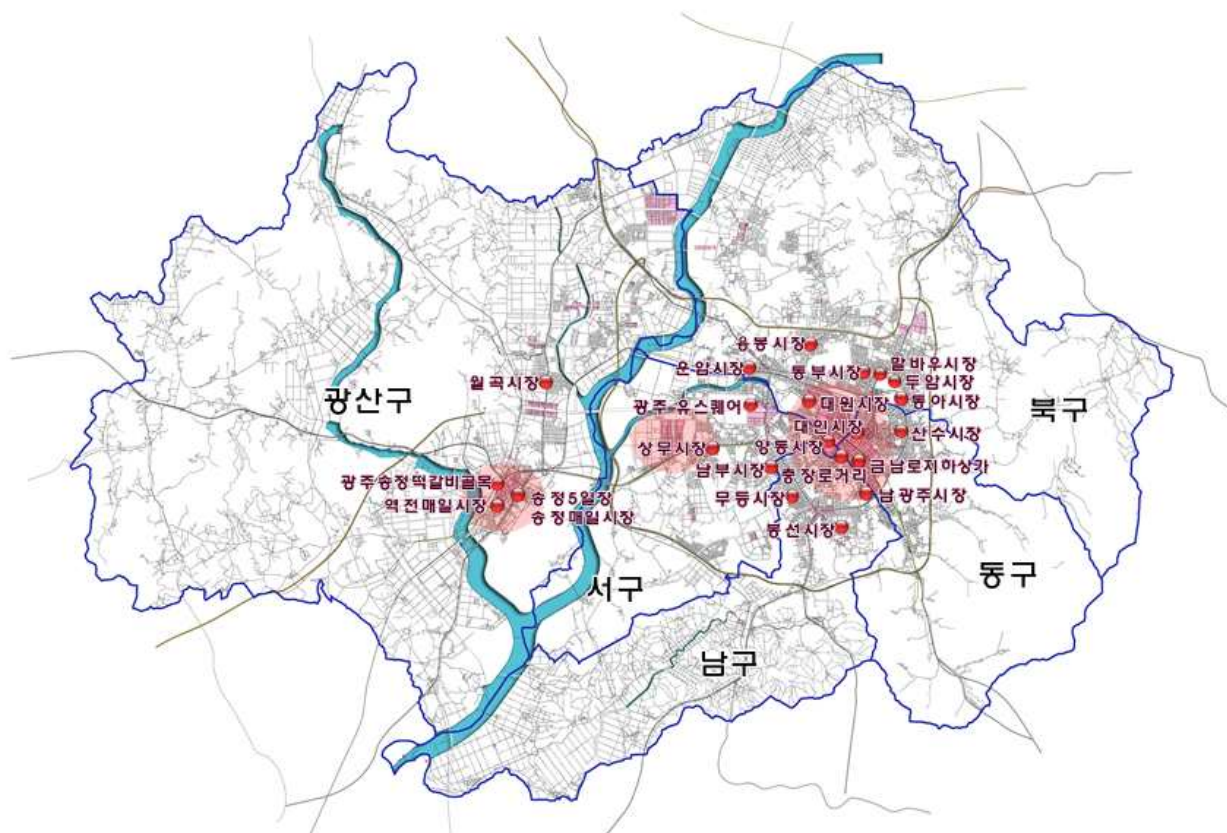 용봉시장
운암시장
동부시장
말바우시장
두암시장
월곡시장
광산구
광주 유스퀘어
대원시장
동아시장
북구
대인시장
산수시장
상무시장
양동시장
남부시장
충장로거리
금남로지하상가
광주송정떡갈비골목
송정5일장
역전매일시장
송정매일시장
무등시장
남광주시장
봉선시장
서구
동구
남구